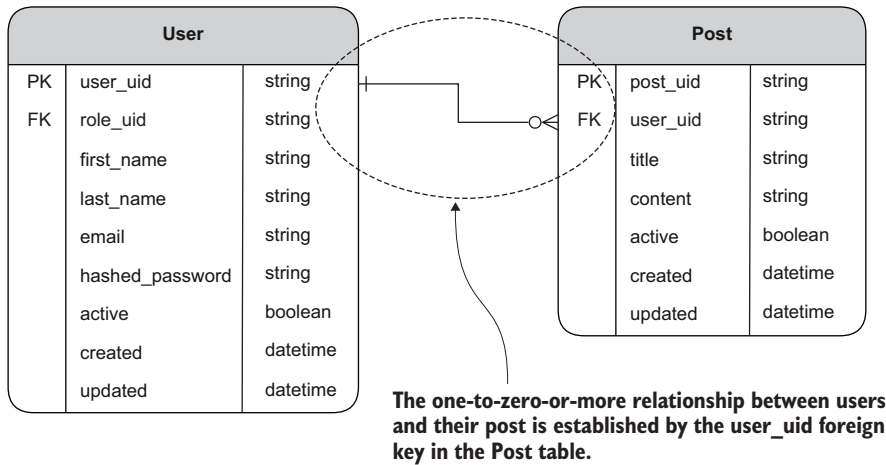 User
PK user_uid string
FK role_uid string
first_name string
last_name string
email string
hashed_password string
active boolean
created datetime
updated datetime
Post
PK post_uid string
FK user_uid string
title string
content string
active boolean
created datetime
updated datetime
The one-to-zero-or-more relationship between users
and their post is established by the user_uid foreign
key in the Post table.